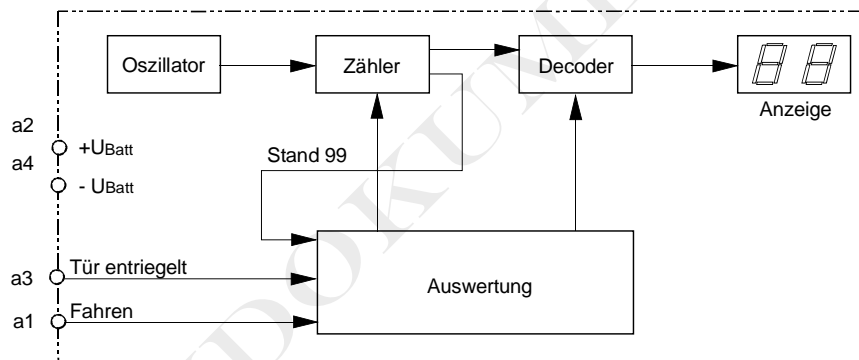 Oszillator
Zähler
Decoder
Anzeige
a2
+UBatt
a4
- UBatt
Stand 99
a3
Tür entriegelt
a1
Fahren
Auswertung